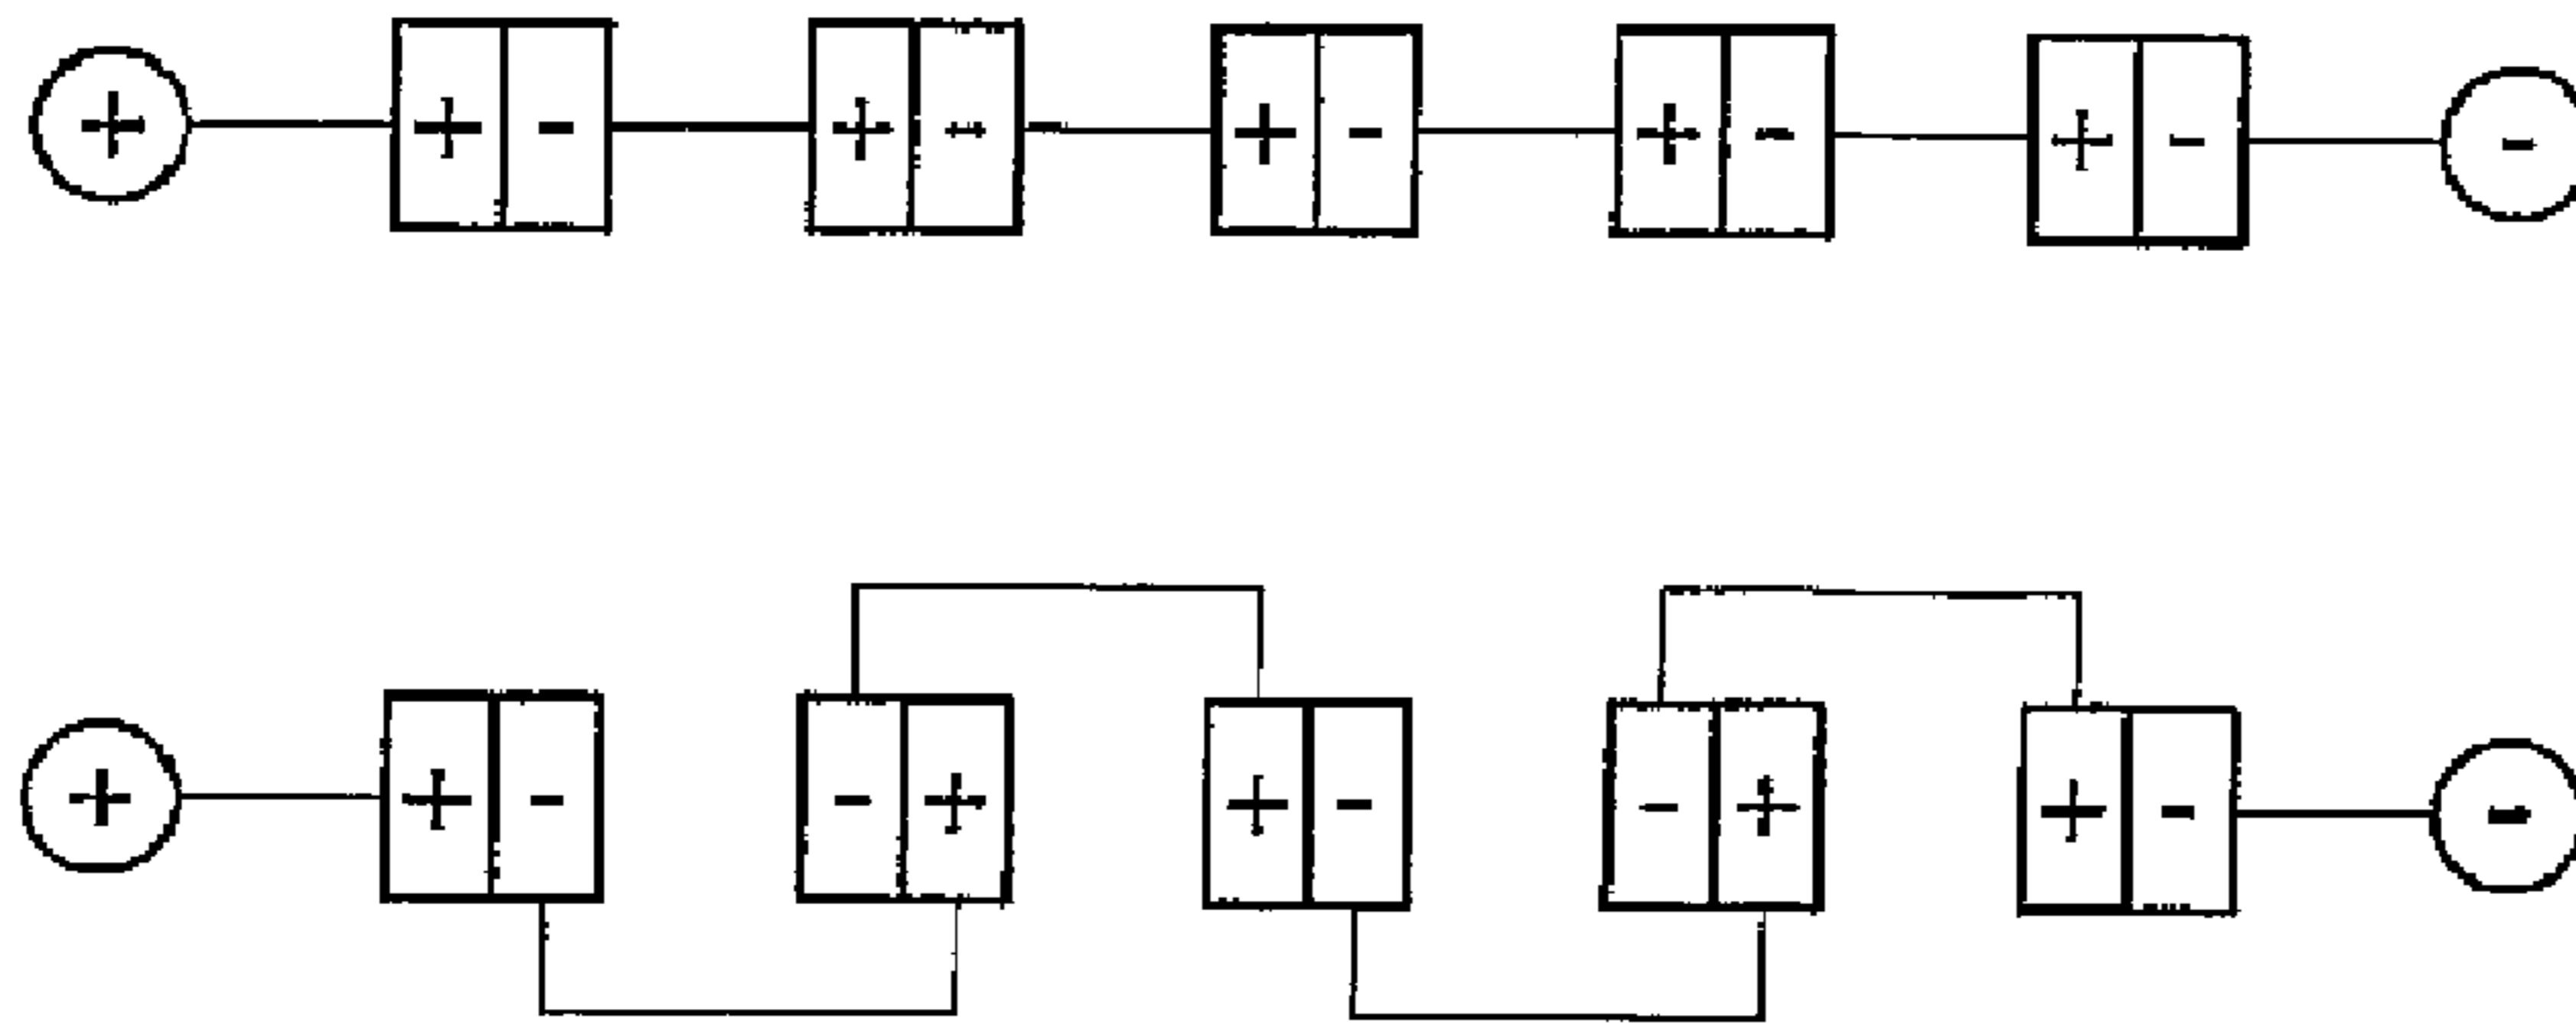 + + - + - + - + - + - -
+ + - - + + - - + + - -